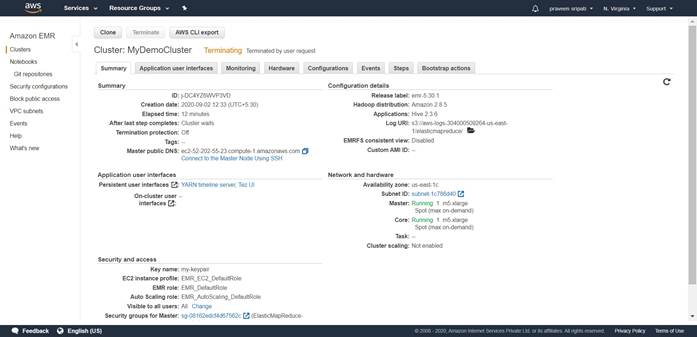 aws
Services
Resource Groups
praveen sripati
N. Virginia
Support
Clone
Terminate
AWS CLI export
Amazon EMR
Clusters
Notebooks
Git repositories
Security configurations
Block public access
VPC subnets
Events
Help
What's new
Cluster: MyDemoCluster Terminating Terminated by user request
Summary
Application user interfaces
Monitoring
Hardware
Configurations
Events
Steps
Bootstrap actions
Summary
ID: j-DC4YZ6WVP3VD
Creation date: 2020-09-02 12:33 (UTC+5:30)
Elapsed time: 12 minutes
After last step completes: Cluster waits
Termination protection: Off
Tags: --
Master public DNS: ec2-52-202-55-23.compute-1.amazonaws.com
Connect to the Master Node Using SSH
Configuration details
Release label: emr-5.30.1
Hadoop distribution: Amazon 2.8.5
Applications: Hive 2.3.6
Log URI: s3://aws-logs-304000509264-us-east-
1/elasticmapreduce/
EMRFS consistent view: Disabled
Custom AMI ID: --
Application user interfaces
Persistent user interfaces : YARN timeline server, Tez UI
On-cluster user --
interfaces :
Network and hardware
Availability zone: us-east-1c
Subnet ID: subnet-1c786d40
Master: Running 1 m5.xlarge
Spot (max on-demand)
Core: Running 1 m5.xlarge
Spot (max on-demand)
Task: --
Cluster scaling: Not enabled
Security and access
Key name: my-keypair
EC2 instance profile: EMR_EC2_DefaultRole
EMR role: EMR_DefaultRole
Auto Scaling role: EMR_AutoScaling_DefaultRole
Visible to all users: All Change
Security groups for Master: sg-08162edcf4d67562c (ElasticMapReduce-
Feedback
English (US)
© 2008 - 2020, Amazon Internet Services Private Ltd. or its affiliates. All rights reserved.
Privacy Policy
Terms of Use